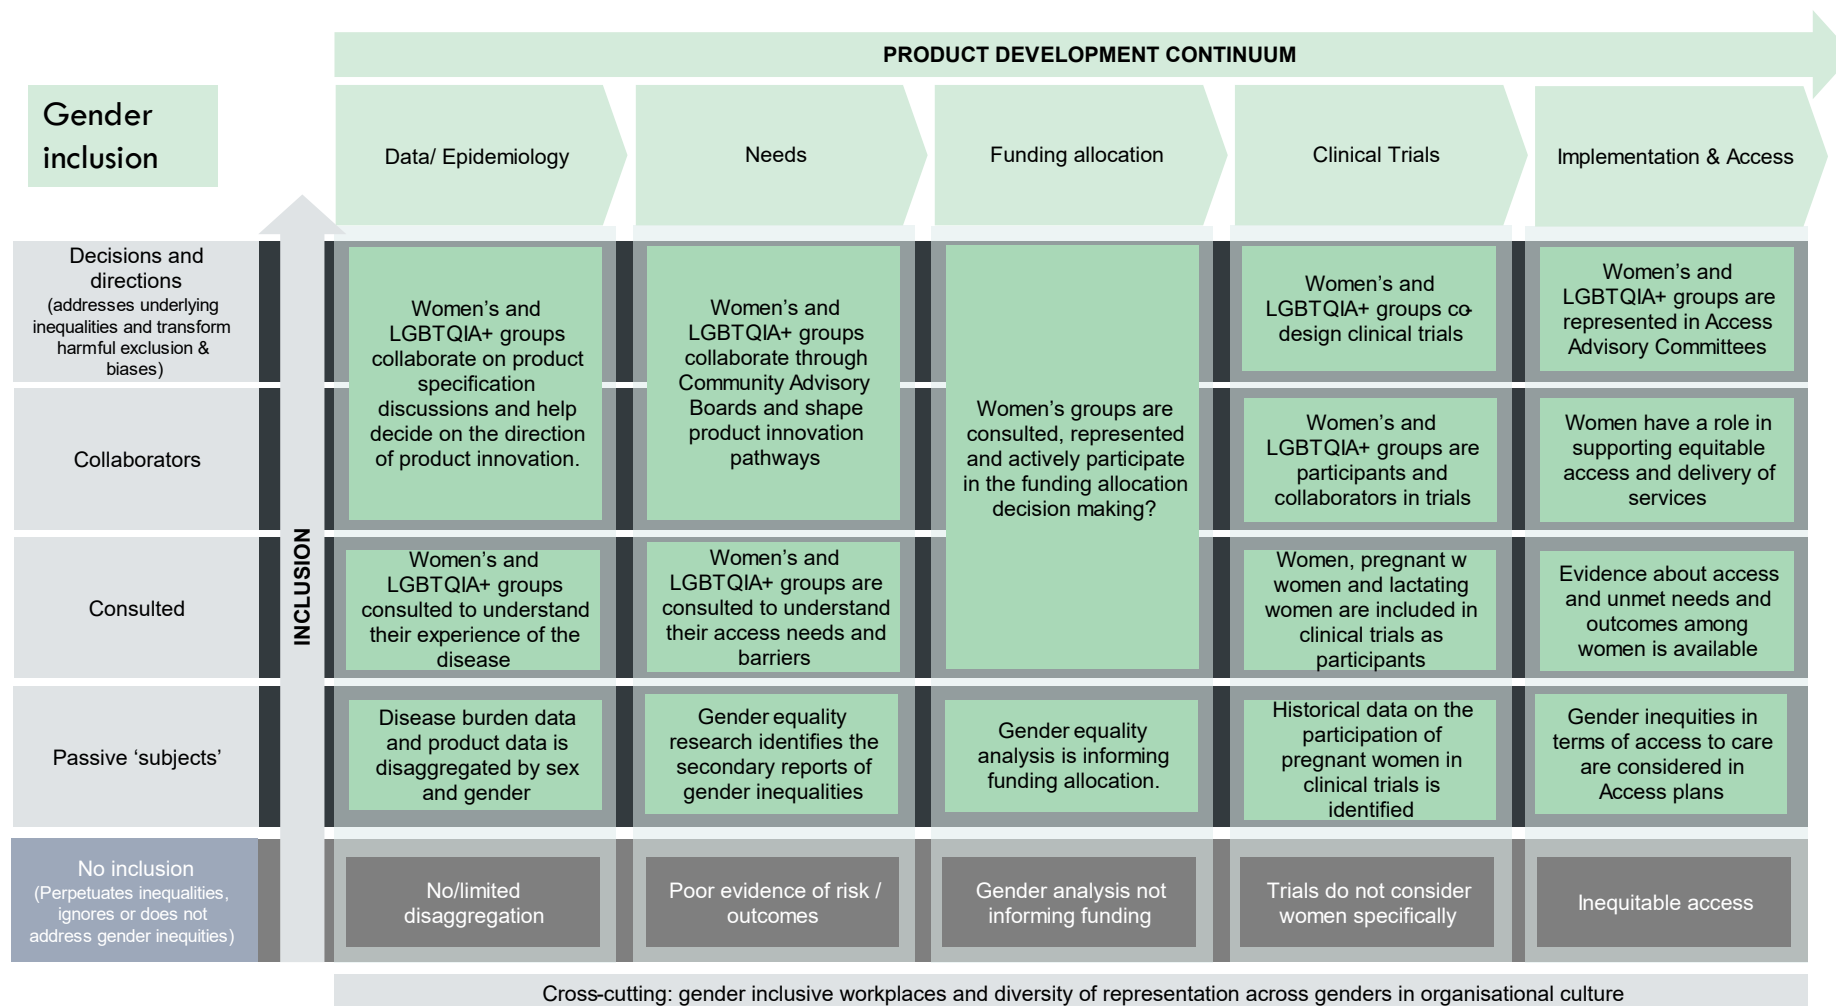 PRODUCT DEVELOPMENT CONTINUUM
Gender
inclusion
Data/ Epidemiology
Needs
Funding allocation
Clinical Trials
Implementation & Access
INCLUSION
Decisions and
directions
(addresses underlying
inequalities and transform
harmful exclusion &
biases)
Women's and
LGBTQIA+ groups
collaborate on product
specification
discussions and help
decide on the direction
of product innovation.
Women's and
LGBTQIA+ groups
collaborate through
Community Advisory
Boards and shape
product innovation
pathways
Women's groups are
consulted, represented
and actively participate
in the funding allocation
decision making?
Women's and
LGBTQIA+ groups co-
design clinical trials
Women's and
LGBTQIA+ groups are
represented in Access
Advisory Committees
Collaborators
Women's and
LGBTQIA+ groups are
participants and
collaborators in trials
Women have a role in
supporting equitable
access and delivery of
services
Consulted
Women's and
LGBTQIA+ groups
consulted to understand
their experience of the
disease
Women's and
LGBTQIA+ groups are
consulted to understand
their access needs and
barriers
Women, pregnant w
women and lactating
women are included in
clinical trials as
participants
Evidence about access
and unmet needs and
outcomes among
women is available
Passive 'subjects'
Disease burden data
and product data is
disaggregated by sex
and gender
Gender equality
research identifies the
secondary reports of
gender inequalities
Gender equality
analysis is informing
funding allocation.
Historical data on the
participation of
pregnant women in
clinical trials is
identified
Gender inequities in
terms of access to care
are considered in
Access plans
No inclusion
(Perpetuates inequalities,
ignores or does not
address gender inequities)
No/limited
disaggregation
Poor evidence of risk /
outcomes
Gender analysis not
informing funding
Trials do not consider
women specifically
Inequitable access
Cross-cutting: gender inclusive workplaces and diversity of representation across genders in organisational culture